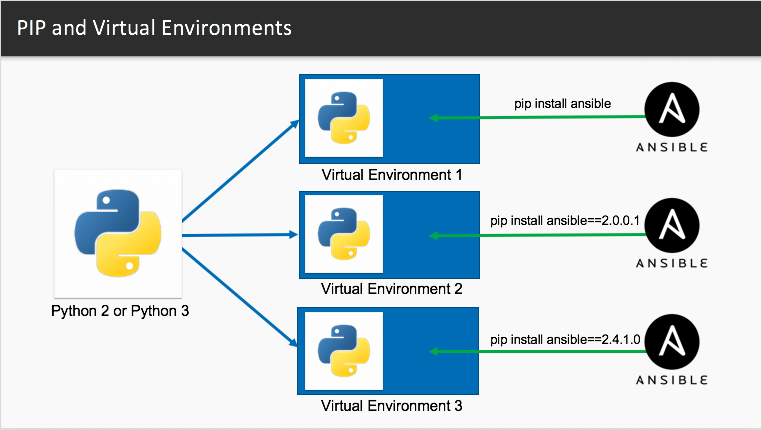 PIP and Virtual Environments
pip install ansible
ANSIBLE
Virtual Environment 1
pip install ansible==2.0.0.1
ANSIBLE
Virtual Environment 2
Python 2 or Python 3
pip install ansible==2.4.1.0
ANSIBLE
Virtual Environment 3